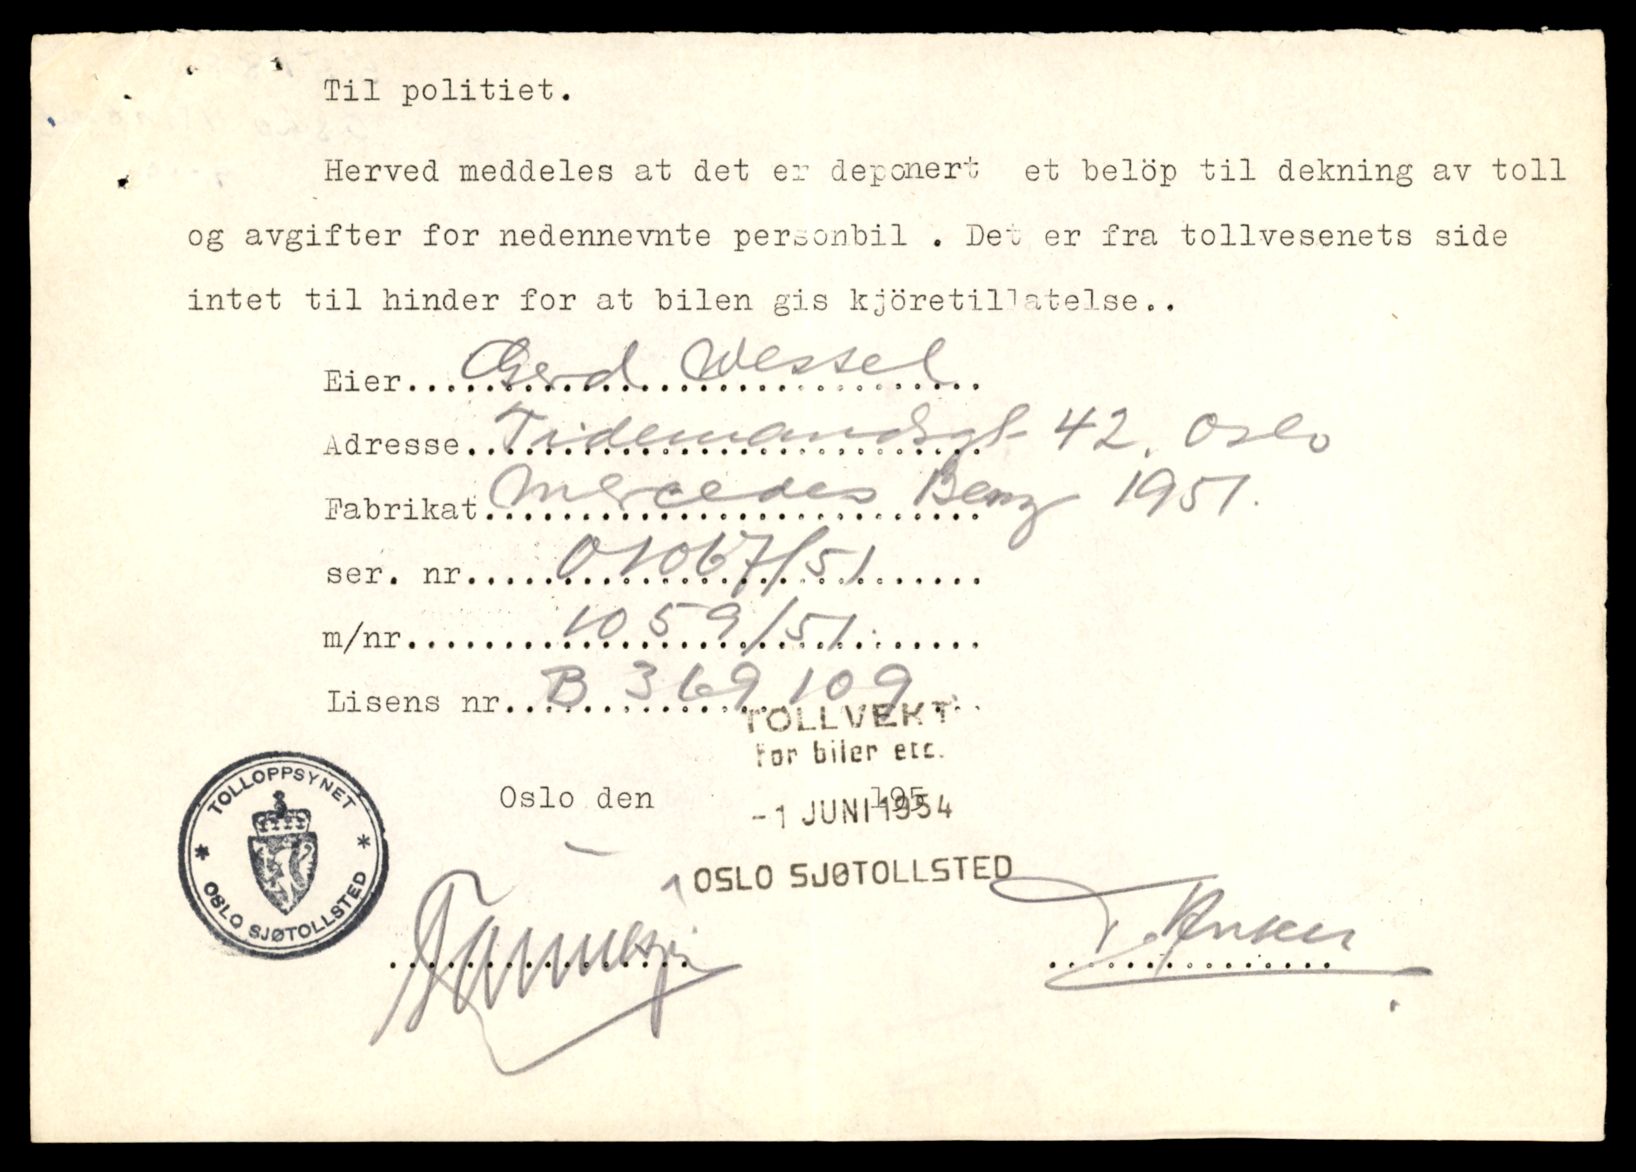 Til politiet.
Herved meddeles at det er deponert et belöp til dekning av toll
og avgifter for nedennevnte personbil . Det er fra tollvesenets side
intet til hinder for at bilen gis kjöretillatelse..
Eier....Gerd Wessel....
Adresse....Tidemandsgt. 42, Oslo
Fabrikat....Mercedes Benz 1951.
ser. nr....01067/51....
m/nr....1059/51....
Lisens nr....B 369109....
TOLLVEKT
for biler etc.
Oslo den 195
-1 JUNI 1954
OSLO SJØTOLLSTED
TOLLOPPSYNET
* *
OSLO SJØTOLLSTED
T. Anker